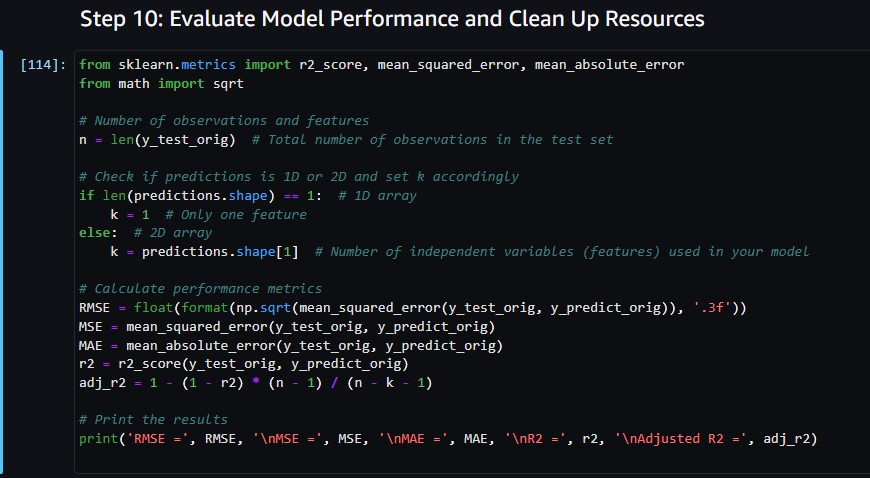 Step 10: Evaluate Model Performance and Clean Up Resources
[114]: from sklearn.metrics import r2_score, mean_squared_error, mean_absolute_error
from math import sqrt
# Number of observations and features
n = len(y_test_orig)  # Total number of observations in the test set
# Check if predictions is 1D or 2D and set k accordingly
if len(predictions.shape) == 1:  # 1D array
    k = 1  # Only one feature
else:  # 2D array
    k = predictions.shape[1]  # Number of independent variables (features) used in your model
# Calculate performance metrics
RMSE = float(format(np.sqrt(mean_squared_error(y_test_orig, y_predict_orig)), '.3f'))
MSE = mean_squared_error(y_test_orig, y_predict_orig)
MAE = mean_absolute_error(y_test_orig, y_predict_orig)
r2 = r2_score(y_test_orig, y_predict_orig)
adj_r2 = 1 - (1 - r2) * (n - 1) / (n - k - 1)
# Print the results
print('RMSE =', RMSE, '\nMSE =', MSE, '\nMAE =', MAE, '\nR2 =', r2, '\nAdjusted R2 =', adj_r2)